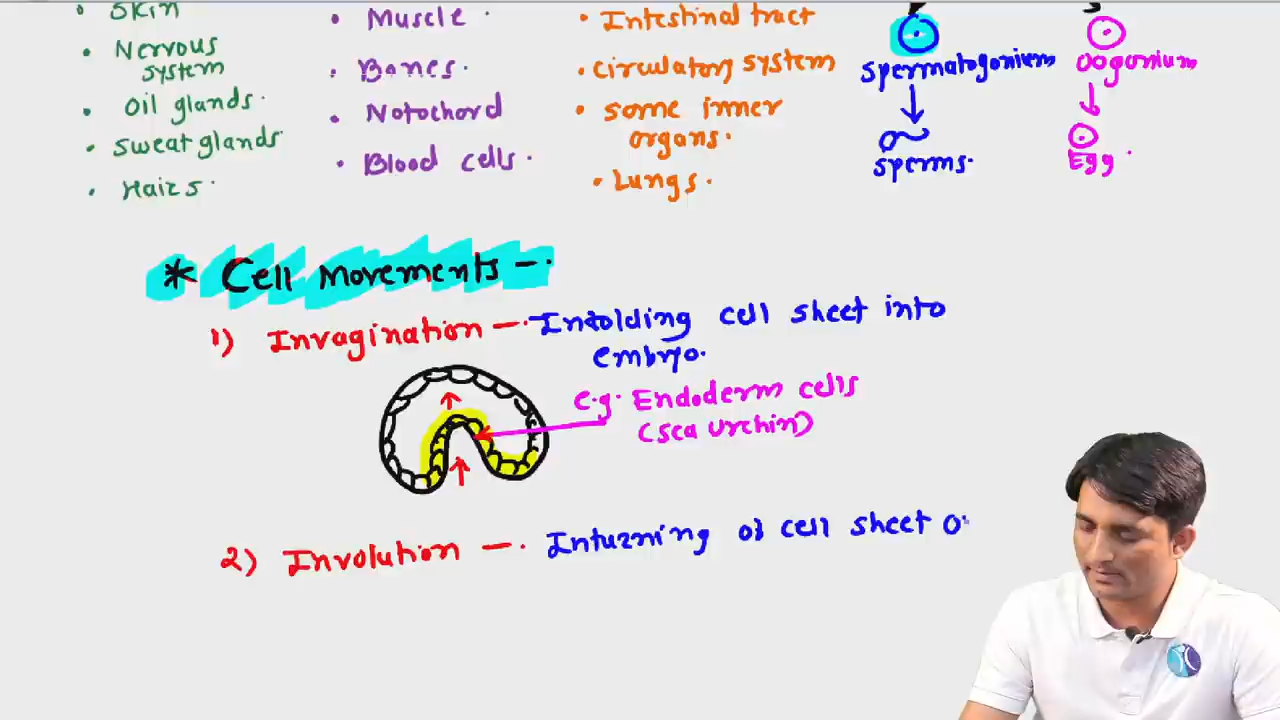 • Skin
• Nervous system
• Oil glands.
• Sweat glands
• Hairs.
• Muscle.
• Bones.
• Notochord
• Blood cells.
• Intestinal tract
• circulatory system
• some inner organs.
• Lungs.
spermatogonium
sperms.
oogonium
Egg.
* Cell Movements -.
1) Invagination -. Infolding cell sheet into
embryo.
e.g. Endoderm cells
(sea urchin)
2) Involution -. Inturning of cell sheet o